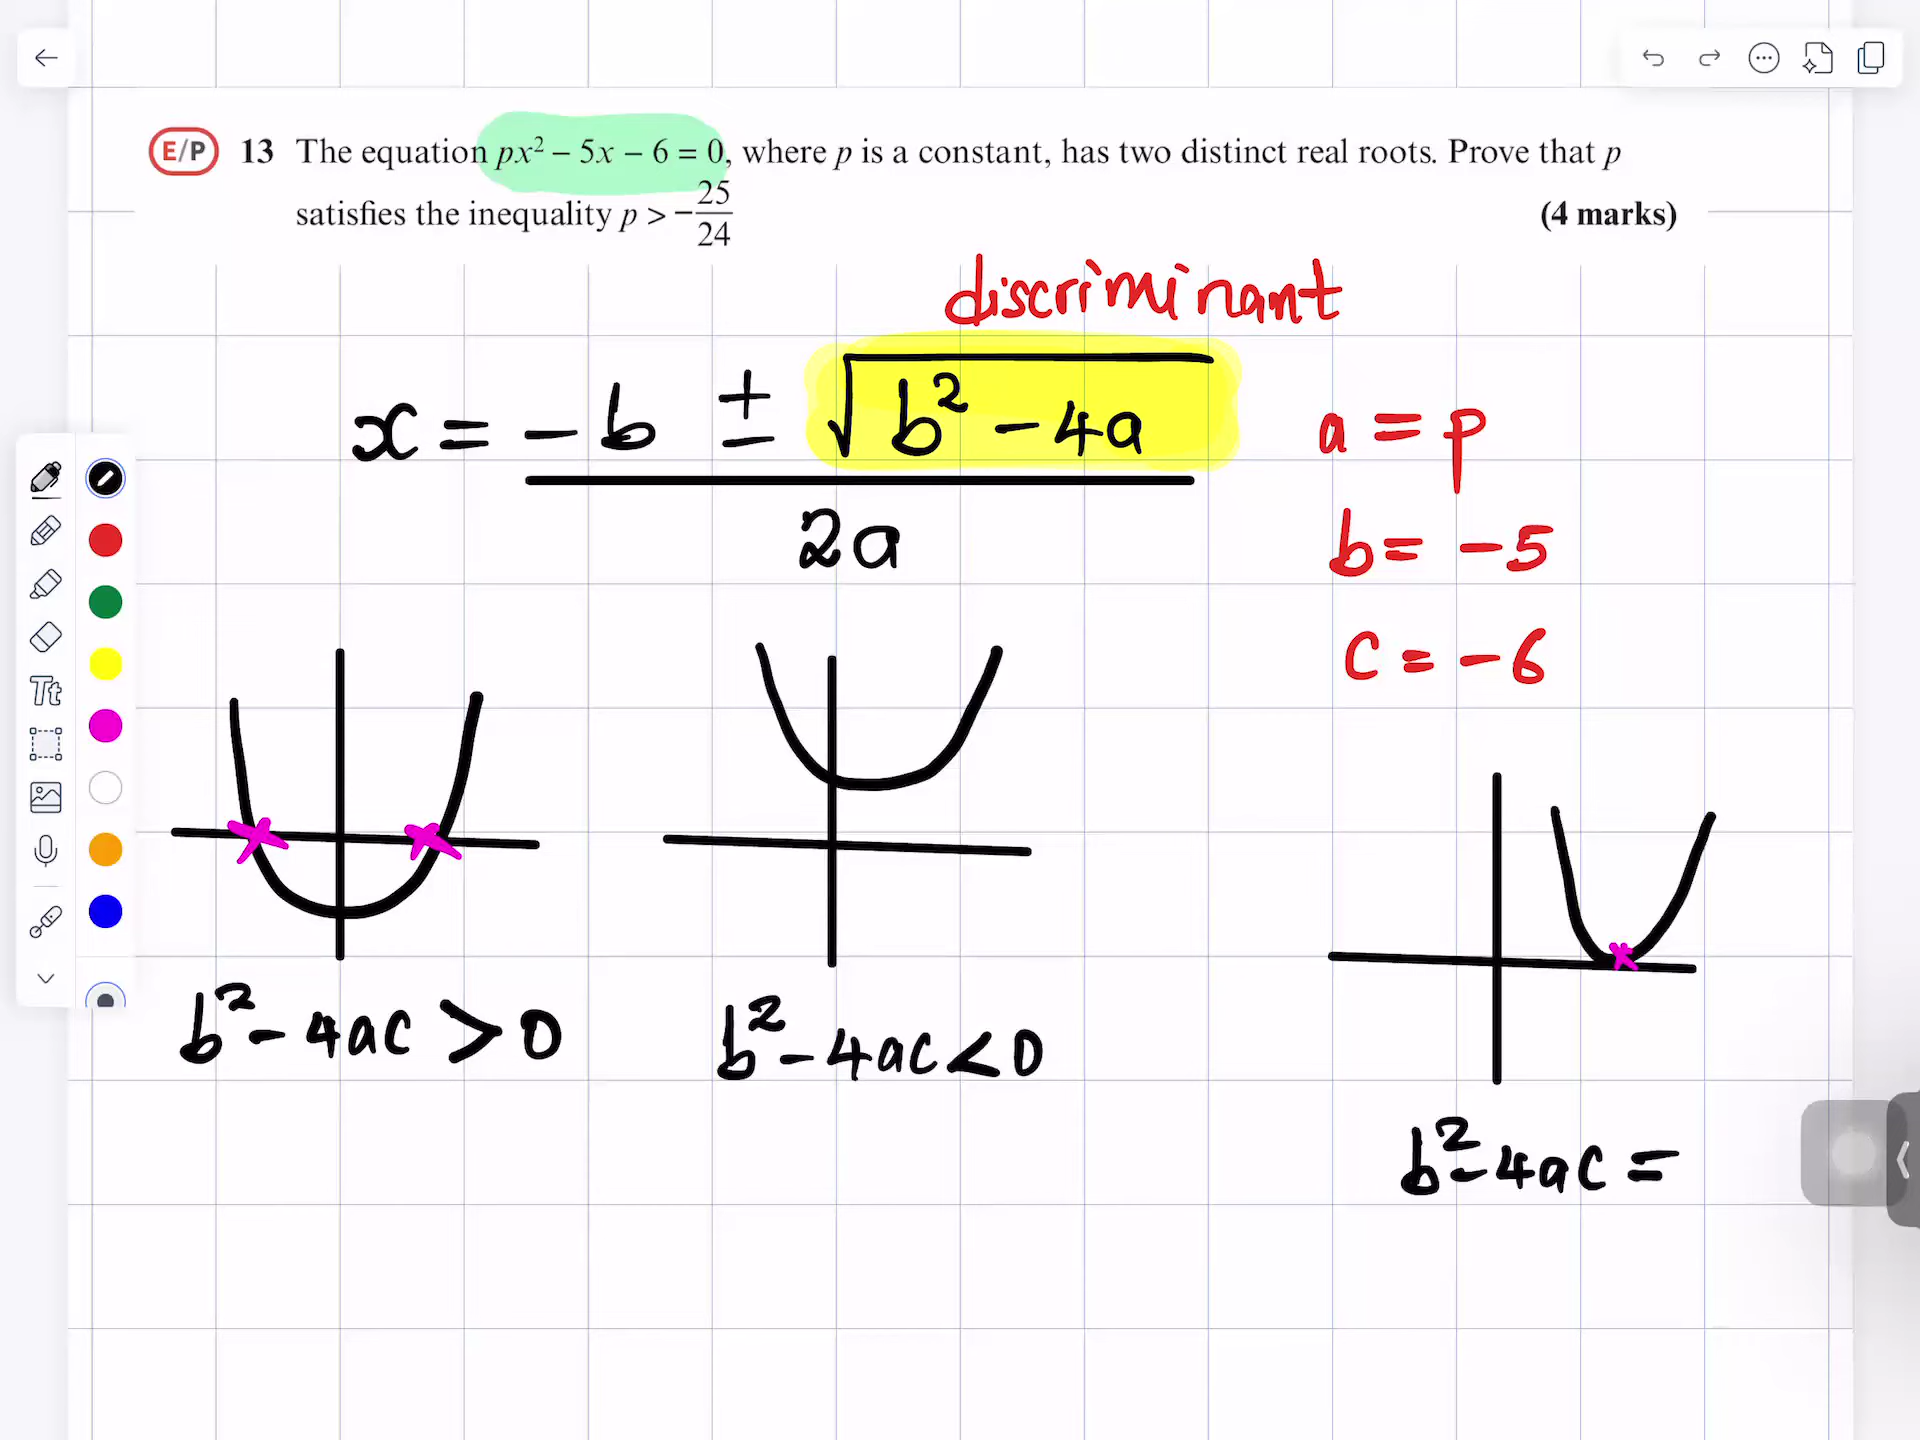 E/P 13 The equation px² – 5x – 6 = 0, where p is a constant, has two distinct real roots. Prove that p
satisfies the inequality p > –25/24 (4 marks)
discriminant
x = –b ± √b² – 4a / 2a
a = p
b = –5
c = –6
Tt
b² – 4ac > 0
b² – 4ac < 0
b² – 4ac =